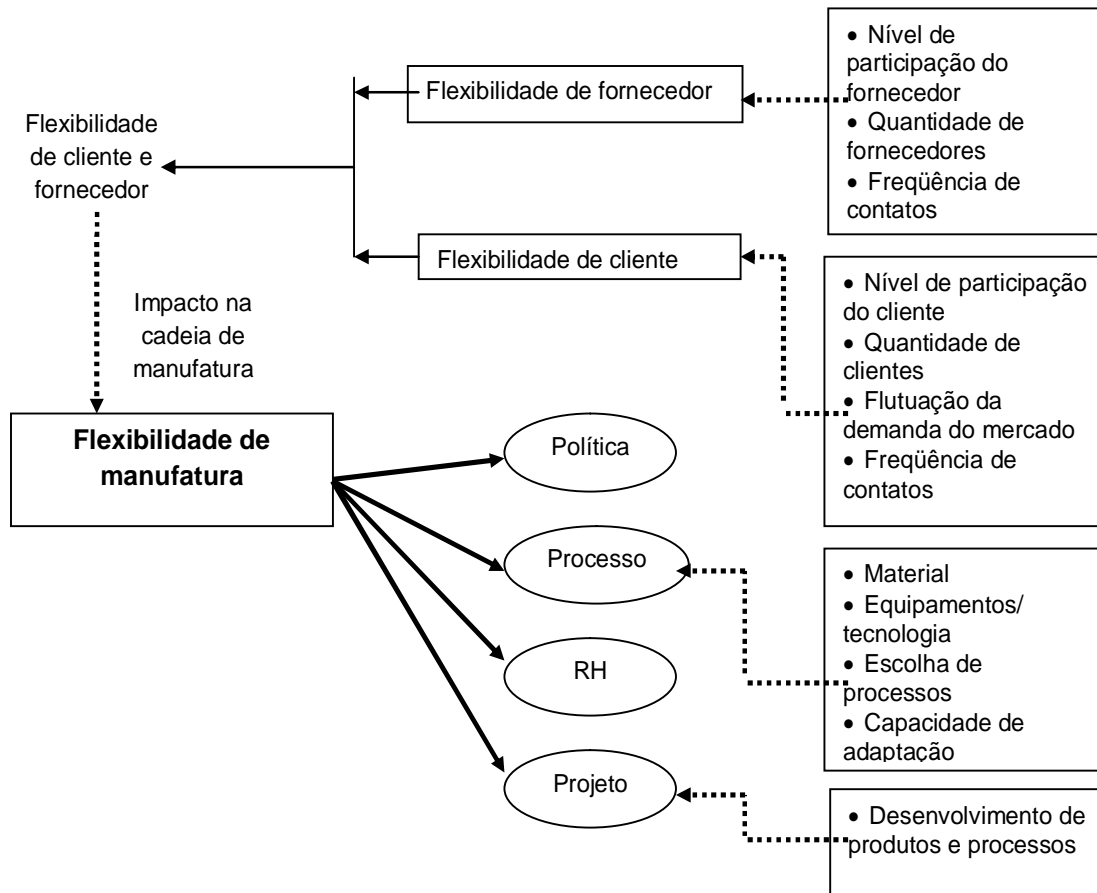 • Nível de
participação do
fornecedor
• Quantidade de
fornecedores
• Freqüência de
contatos
Flexibilidade de fornecedor
Flexibilidade
de cliente e
fornecedor
Flexibilidade de cliente
• Nível de participação
do cliente
• Quantidade de
clientes
• Flutuação da
demanda do mercado
• Freqüência de
contatos
Impacto na
cadeia de
manufatura
Flexibilidade de
manufatura
Política
Processo
RH
Projeto
• Material
• Equipamentos/
tecnologia
• Escolha de
processos
• Capacidade de
adaptação
• Desenvolvimento de
produtos e processos